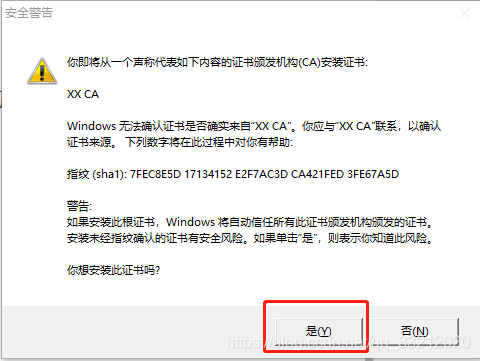 安全警告
你即将从一个声称代表如下内容的证书颁发机构(CA)安装证书:
XX CA
Windows 无法确认证书是否确实来自“XX CA”。你应与“XX CA”联系，以确认
证书来源。 下列数字将在此过程中对你有帮助:
指纹 (sha1): 7FEC8E5D 17134152 E2F7AC3D CA421FED 3FE67A5D
警告:
如果安装此根证书，Windows 将自动信任所有此证书颁发机构颁发的证书。
安装未经指纹确认的证书有安全风险。如果单击“是”，则表示你知道此风险。
你想安装此证书吗?
是(Y)
否(N)